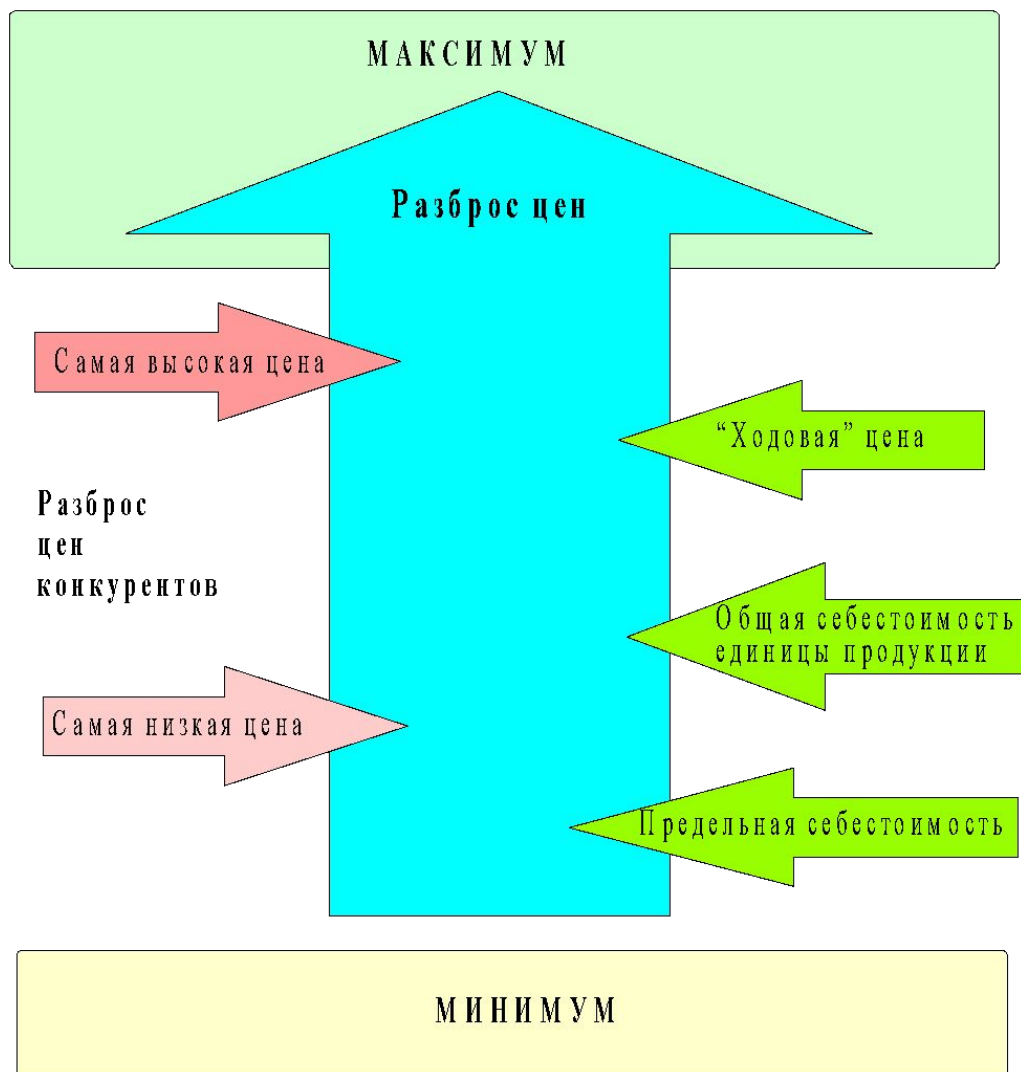 МАКСИМУМ
Разброс цен
Самая высокая цена
“Ходовая” цена
Разброс
цен
конкурентов
Общая себестоимость
единицы продукции
Самая низкая цена
Предельная себестоимость
МИНИМУМ